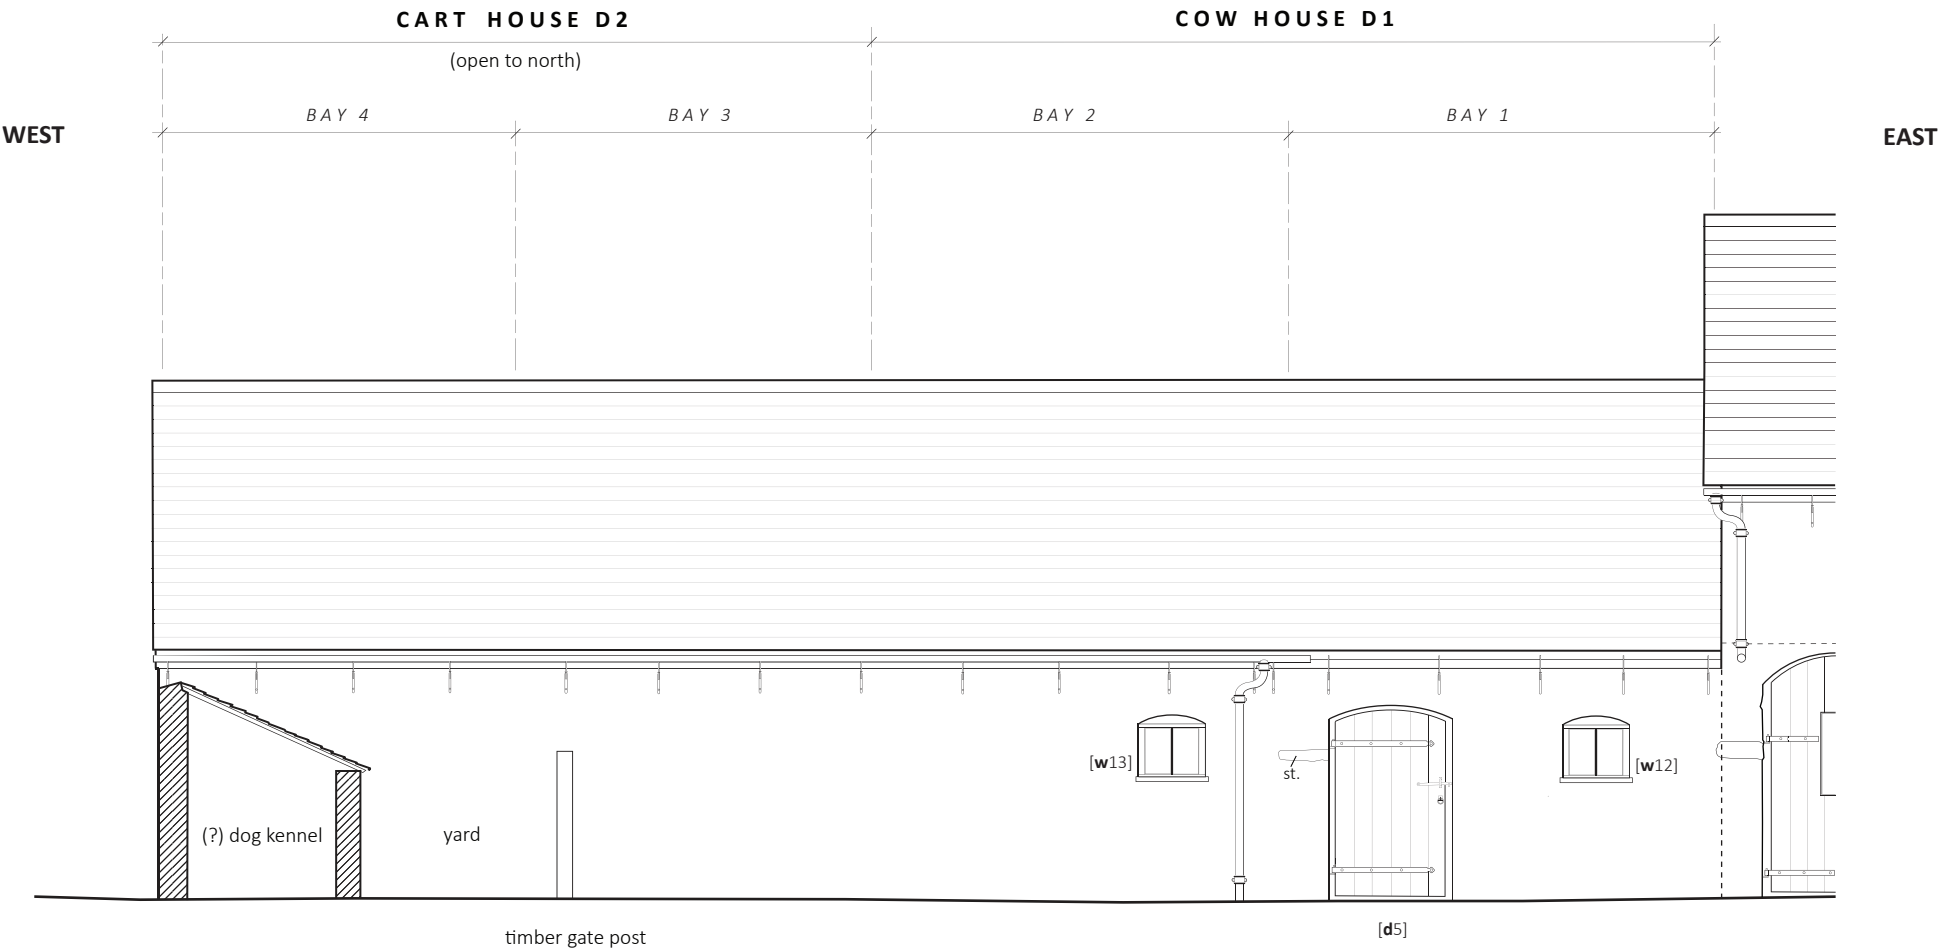 CART HOUSE D2
COW HOUSE D1
(open to north)
BAY 4
BAY 3
BAY 2
BAY 1
WEST
EAST
[w13]
st.
[w12]
(?) dog kennel
yard
timber gate post
[d5]